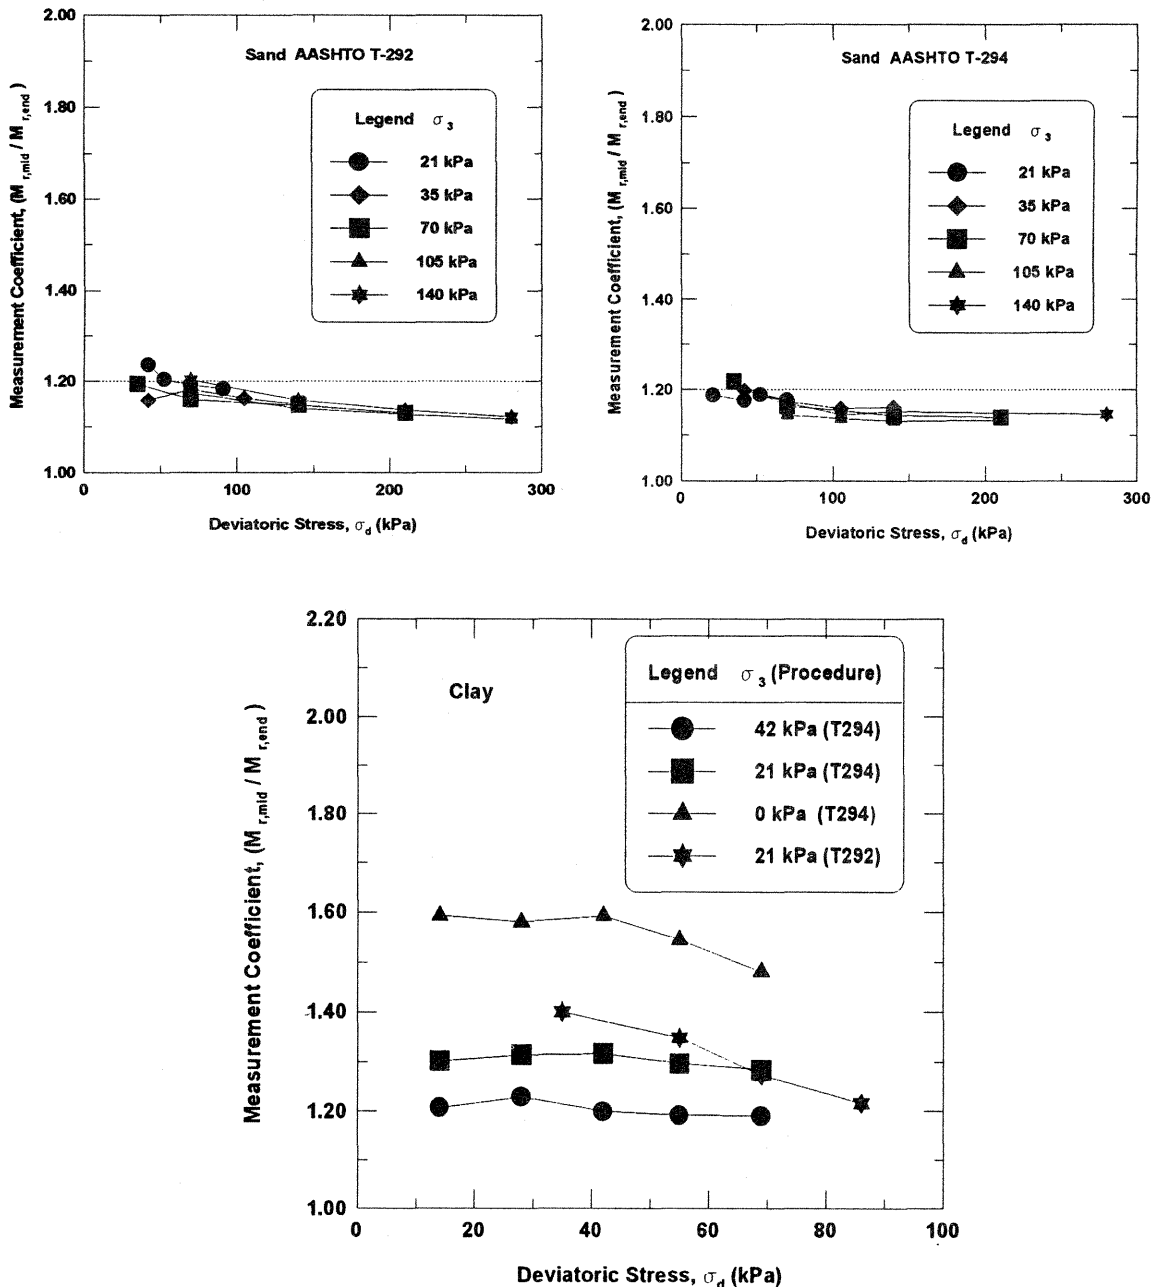 Sand AASHTO T-292
Measurement Coefficient, (M r,mid / M r,end)
2.00
1.80
1.60
1.40
1.20
1.00
Legend σ3
21 kPa
35 kPa
70 kPa
105 kPa
140 kPa
0 100 200 300
Deviatoric Stress, σd (kPa)
Sand AASHTO T-294
Measurement Coefficient, (M r,mid / M r,end)
2.00
1.80
1.60
1.40
1.20
1.00
Legend σ3
21 kPa
35 kPa
70 kPa
105 kPa
140 kPa
0 100 200 300
Deviatoric Stress, σd (kPa)
Clay
Measurement Coefficient, (M r,mid / M r,end)
2.20
2.00
1.80
1.60
1.40
1.20
1.00
Legend σ3 (Procedure)
42 kPa (T294)
21 kPa (T294)
0 kPa (T294)
21 kPa (T292)
0 20 40 60 80 100
Deviatoric Stress, σd (kPa)